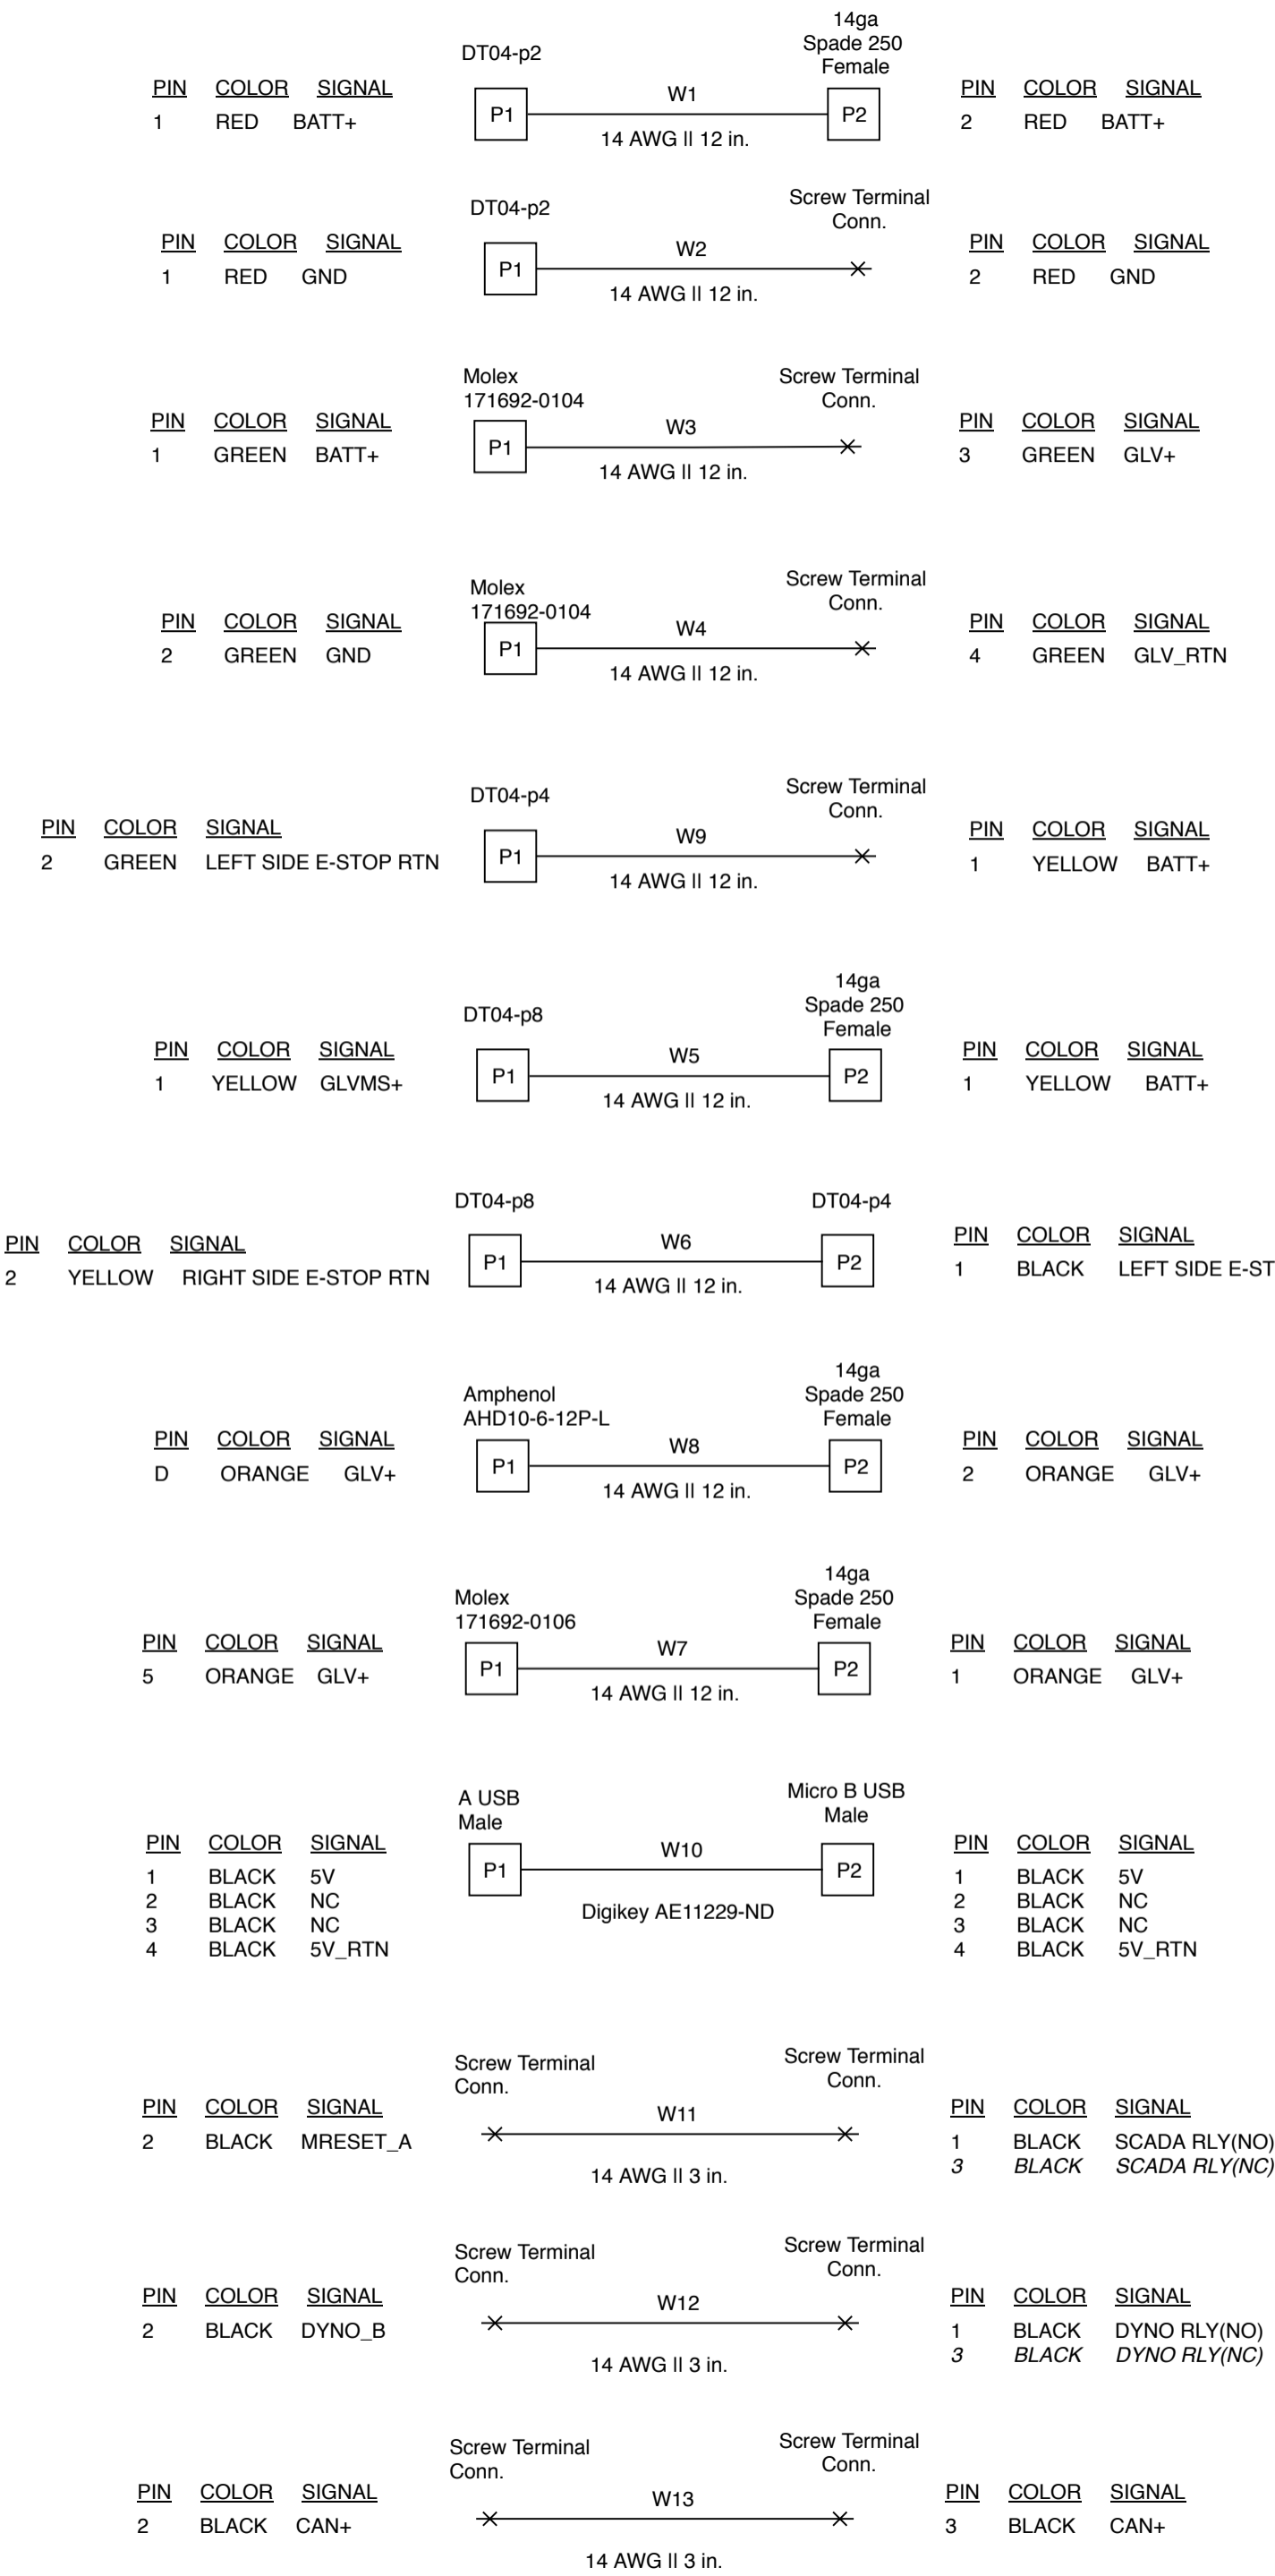 DT04-p2
14ga
Spade 250
Female
PIN COLOR SIGNAL
1 RED BATT+
P1
W1
14 AWG || 12 in.
P2
PIN COLOR SIGNAL
2 RED BATT+
DT04-p2
Screw Terminal
Conn.
PIN COLOR SIGNAL
1 RED GND
P1
W2
14 AWG || 12 in.
PIN COLOR SIGNAL
2 RED GND
Molex
171692-0104
Screw Terminal
Conn.
PIN COLOR SIGNAL
1 GREEN BATT+
P1
W3
14 AWG || 12 in.
PIN COLOR SIGNAL
3 GREEN GLV+
Molex
171692-0104
Screw Terminal
Conn.
PIN COLOR SIGNAL
2 GREEN GND
P1
W4
14 AWG || 12 in.
PIN COLOR SIGNAL
4 GREEN GLV_RTN
DT04-p4
Screw Terminal
Conn.
PIN COLOR SIGNAL
2 GREEN LEFT SIDE E-STOP RTN
P1
W9
14 AWG || 12 in.
PIN COLOR SIGNAL
1 YELLOW BATT+
DT04-p8
14ga
Spade 250
Female
PIN COLOR SIGNAL
1 YELLOW GLVMS+
P1
W5
14 AWG || 12 in.
P2
PIN COLOR SIGNAL
1 YELLOW BATT+
DT04-p8
DT04-p4
PIN COLOR SIGNAL
2 YELLOW RIGHT SIDE E-STOP RTN
P1
W6
14 AWG || 12 in.
P2
PIN COLOR SIGNAL
1 BLACK LEFT SIDE E-ST
Amphenol
AHD10-6-12P-L
14ga
Spade 250
Female
PIN COLOR SIGNAL
D ORANGE GLV+
P1
W8
14 AWG || 12 in.
P2
PIN COLOR SIGNAL
2 ORANGE GLV+
Molex
171692-0106
14ga
Spade 250
Female
PIN COLOR SIGNAL
5 ORANGE GLV+
P1
W7
14 AWG || 12 in.
P2
PIN COLOR SIGNAL
1 ORANGE GLV+
A USB
Male
Micro B USB
Male
PIN COLOR SIGNAL
1 BLACK 5V
2 BLACK NC
3 BLACK NC
4 BLACK 5V_RTN
P1
W10
Digikey AE11229-ND
P2
PIN COLOR SIGNAL
1 BLACK 5V
2 BLACK NC
3 BLACK NC
4 BLACK 5V_RTN
Screw Terminal
Conn.
Screw Terminal
Conn.
PIN COLOR SIGNAL
2 BLACK MRESET_A
W11
14 AWG || 3 in.
PIN COLOR SIGNAL
1 BLACK SCADA RLY(NO)
3 BLACK SCADA RLY(NC)
Screw Terminal
Conn.
Screw Terminal
Conn.
PIN COLOR SIGNAL
2 BLACK DYNO_B
W12
14 AWG || 3 in.
PIN COLOR SIGNAL
1 BLACK DYNO RLY(NO)
3 BLACK DYNO RLY(NC)
Screw Terminal
Conn.
Screw Terminal
Conn.
PIN COLOR SIGNAL
2 BLACK CAN+
W13
14 AWG || 3 in.
PIN COLOR SIGNAL
3 BLACK CAN+